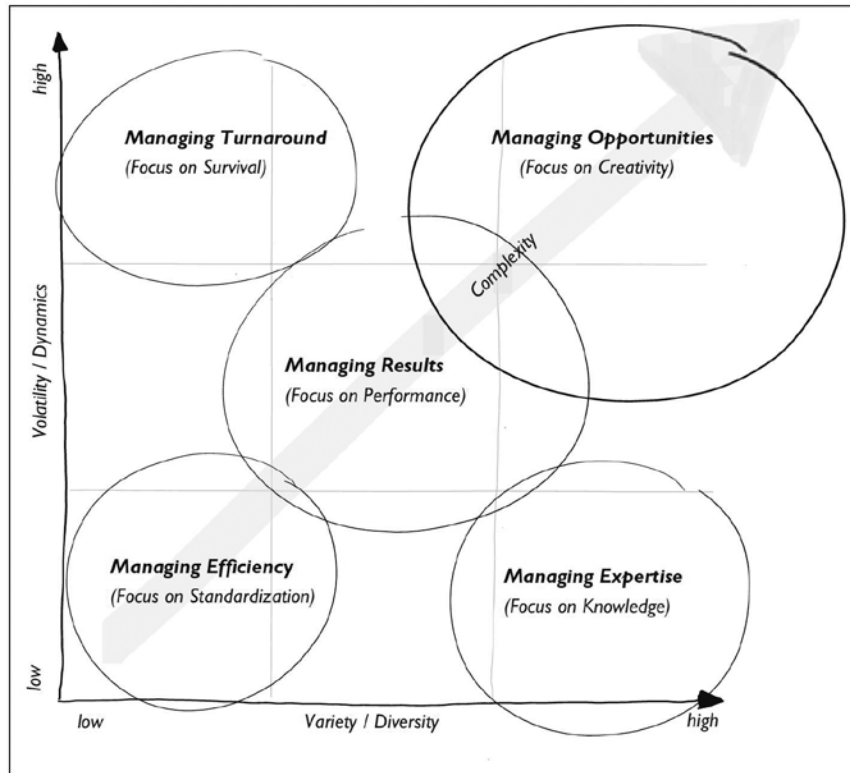 high
Managing Turnaround
(Focus on Survival)
Managing Opportunities
(Focus on Creativity)
Complexity
Volatility / Dynamics
Managing Results
(Focus on Performance)
Managing Efficiency
(Focus on Standardization)
Managing Expertise
(Focus on Knowledge)
low
low
Variety / Diversity
high